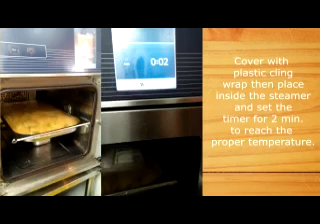 0:02
Cover with
plastic cling
wrap then place
inside the steamer
and set the
timer for 2 min.
to reach the
proper temperature.